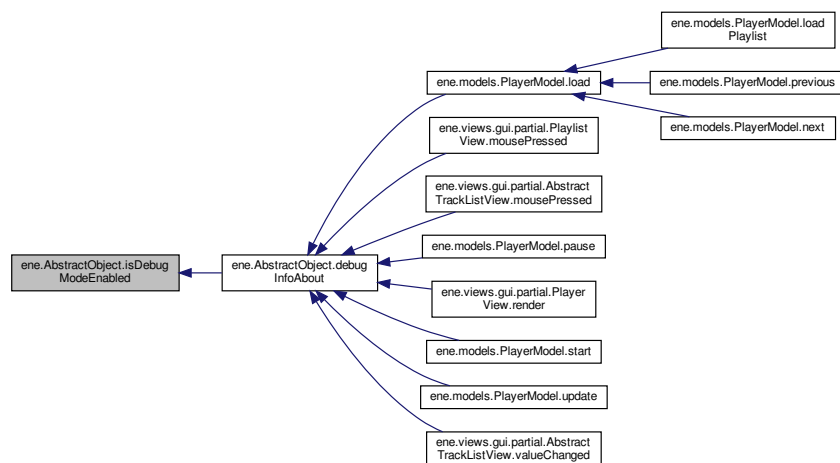 ene.models.PlayerModel.load
Playlist
ene.models.PlayerModel.load
ene.models.PlayerModel.previous
ene.models.PlayerModel.next
ene.views.gui.partial.Playlist
View.mousePressed
ene.views.gui.partial.Abstract
TrackListView.mousePressed
ene.models.PlayerModel.pause
ene.AbstractObject.isDebug
ModeEnabled
ene.AbstractObject.debug
InfoAbout
ene.views.gui.partial.Player
View.render
ene.models.PlayerModel.start
ene.models.PlayerModel.update
ene.views.gui.partial.Abstract
TrackListView.valueChanged